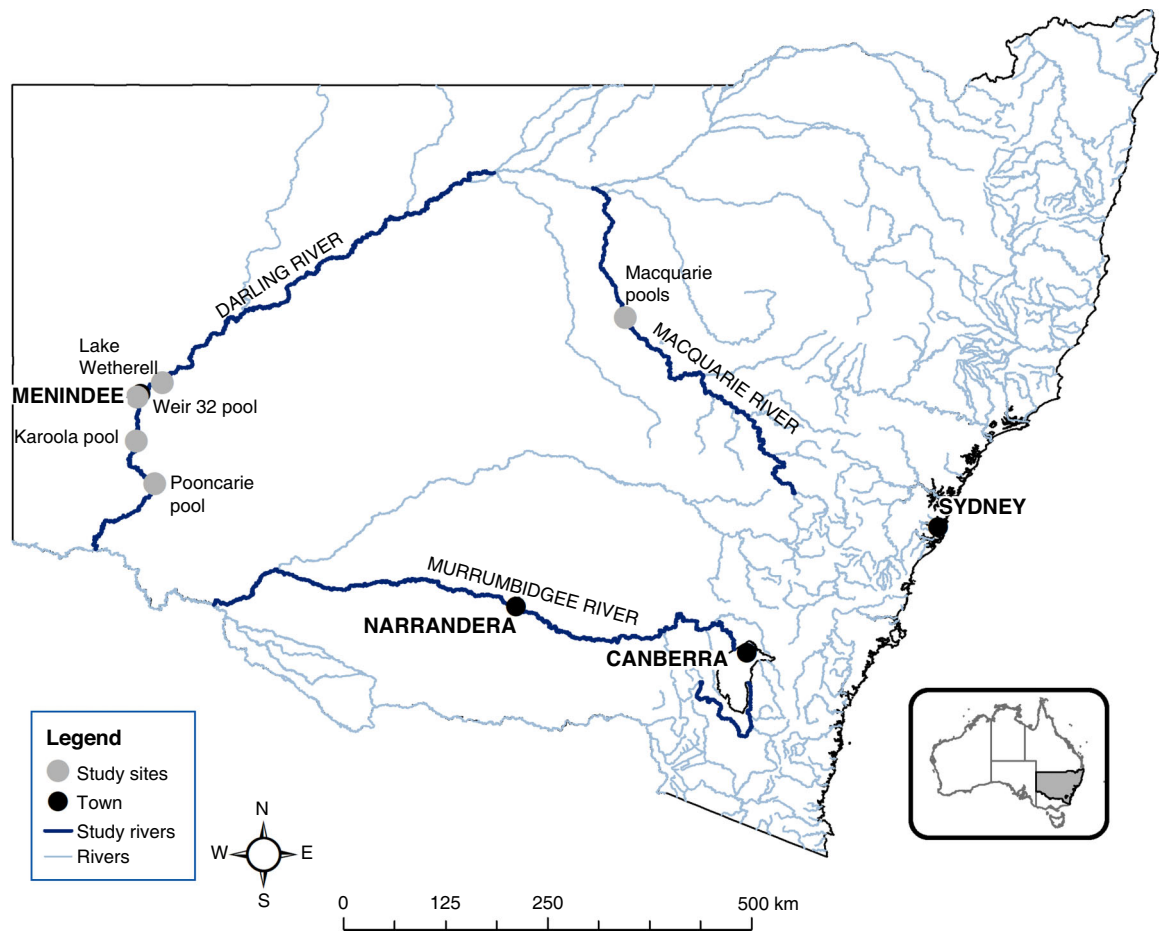 DARLING RIVER
Macquarie
pools
MACQUARIE RIVER
Lake
Wetherell
MENINDEE
Weir 32 pool
Karoola pool
Pooncarie
pool
SYDNEY
MURRUMBIDGEE RIVER
NARRANDERA
CANBERRA
Legend
Study sites
Town
Study rivers
Rivers
N
W E
S
0 125 250 500 km